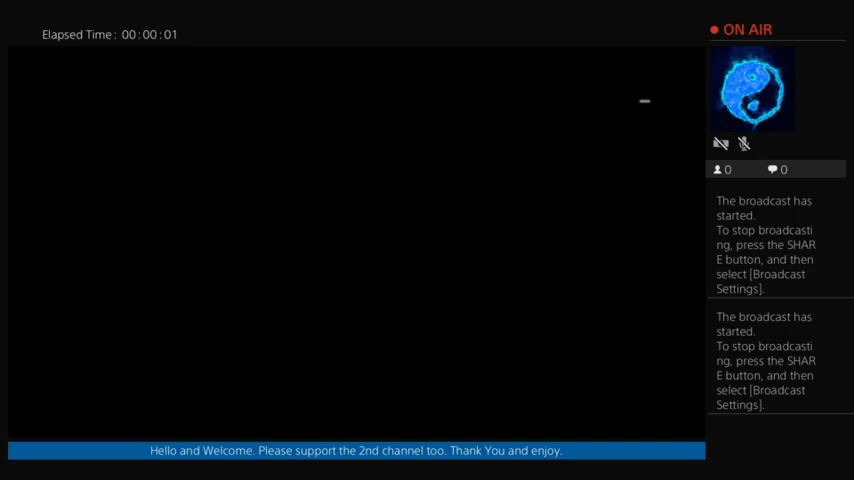 Elapsed Time : 00:00:01
ON AIR
0 0
The broadcast has
started.
To stop broadcasti
ng, press the SHAR
E button, and then
select [Broadcast
Settings].
The broadcast has
started.
To stop broadcasti
ng, press the SHAR
E button, and then
select [Broadcast
Settings].
Hello and Welcome. Please support the 2nd channel too. Thank You and enjoy.